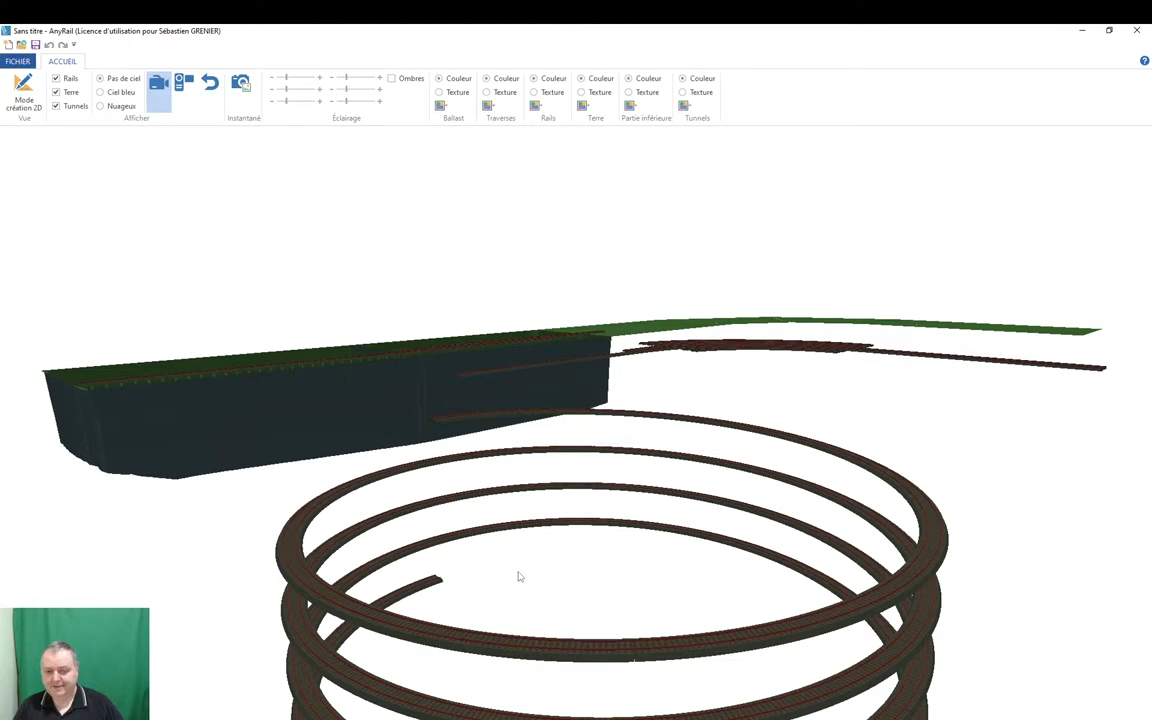 Sans titre - AnyRail (Licence d'utilisation pour Sébastien GRENIER)
FICHIER ACCUEIL
Mode
création 2D
Vue
Rails
Terre
Tunnels
Pas de ciel
Ciel bleu
Nuageux
Afficher
Instantané
Ombres
Éclairage
Couleur
Texture
Ballast
Couleur
Texture
Traverses
Couleur
Texture
Rails
Couleur
Texture
Terre
Couleur
Texture
Partie inférieure
Couleur
Texture
Tunnels